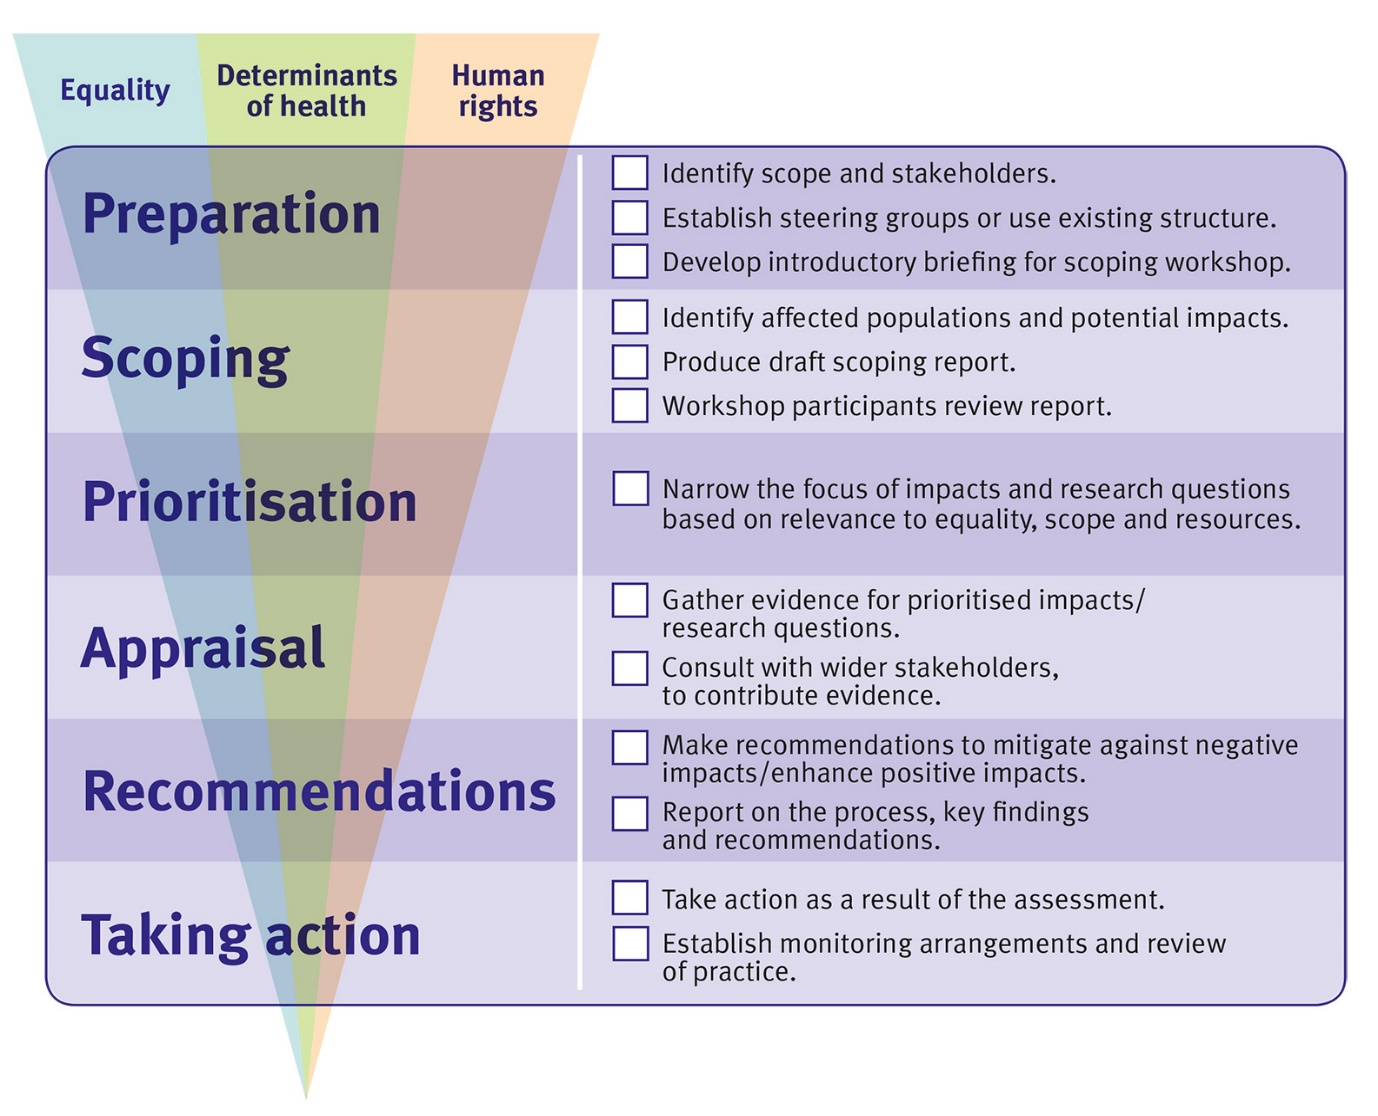 Equality
Determinants
of health
Human
rights
Preparation
Identify scope and stakeholders.
Establish steering groups or use existing structure.
Develop introductory briefing for scoping workshop.
Scoping
Identify affected populations and potential impacts.
Produce draft scoping report.
Workshop participants review report.
Prioritisation
Narrow the focus of impacts and research questions
based on relevance to equality, scope and resources.
Appraisal
Gather evidence for prioritised impacts/
research questions.
Consult with wider stakeholders,
to contribute evidence.
Recommendations
Make recommendations to mitigate against negative
impacts/enhance positive impacts.
Report on the process, key findings
and recommendations.
Taking action
Take action as a result of the assessment.
Establish monitoring arrangements and review
of practice.